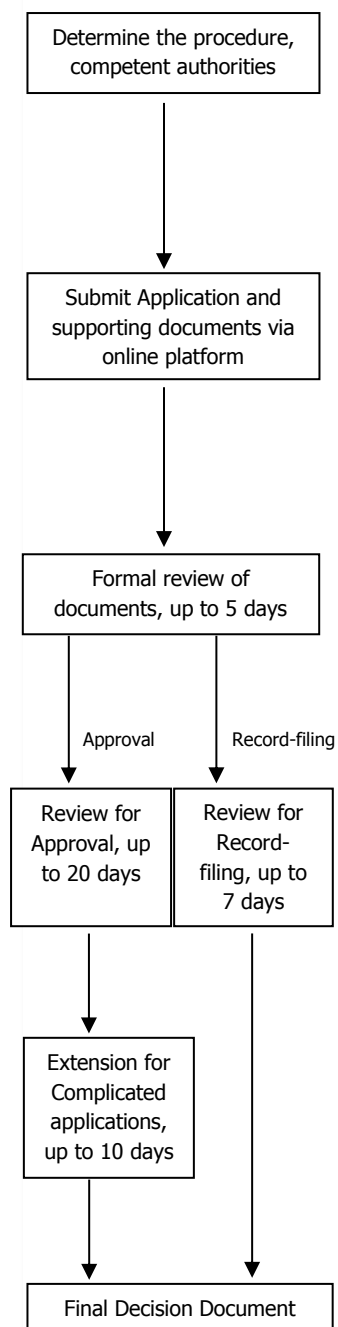 Determine the procedure,
competent authorities
Submit Application and
supporting documents via
online platform
Formal review of
documents, up to 5 days
Approval
Record-filing
Review for
Approval, up
to 20 days
Review for
Record-
filing, up to
7 days
Extension for
Complicated
applications,
up to 10 days
Final Decision Document